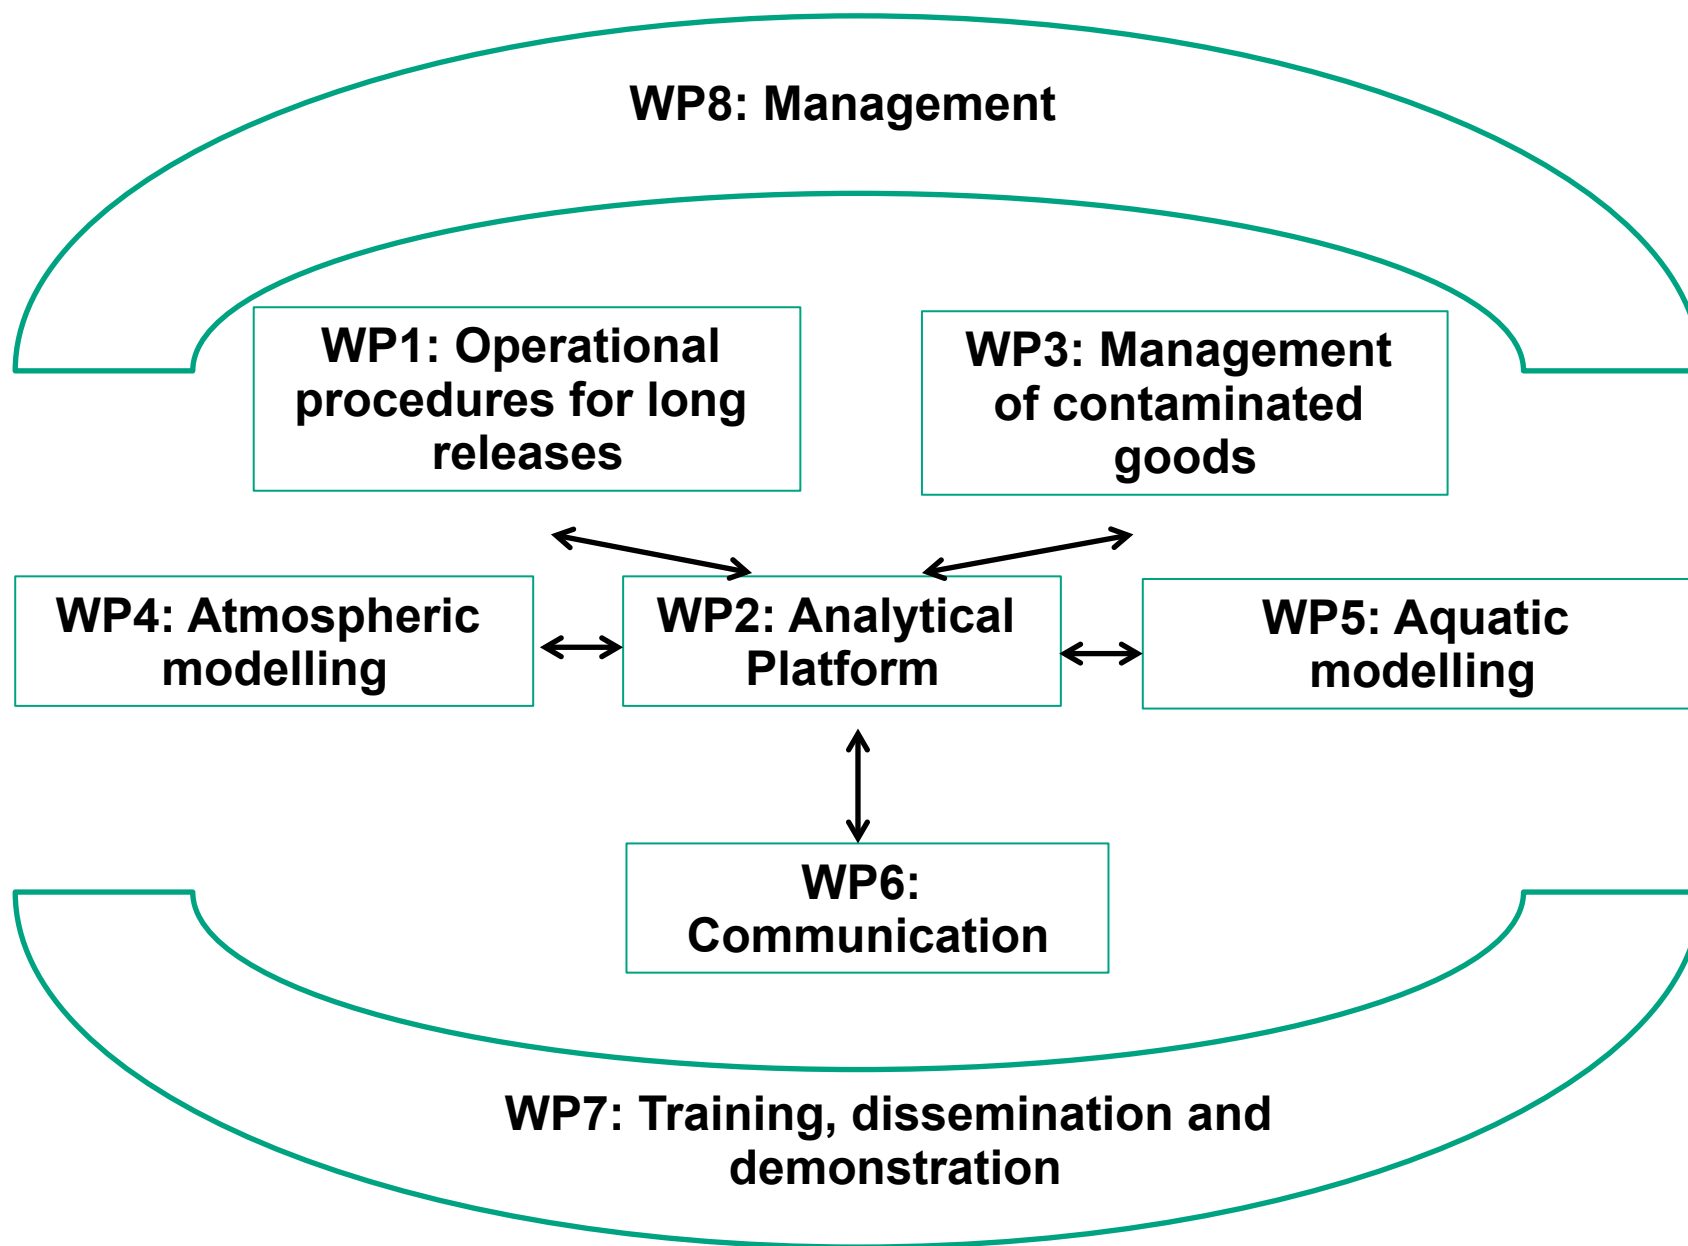 WP8: Management
WP1: Operational
procedures for long
releases
WP3: Management
of contaminated
goods
WP4: Atmospheric
modelling
WP2: Analytical
Platform
WP5: Aquatic
modelling
WP6:
Communication
WP7: Training, dissemination and
demonstration